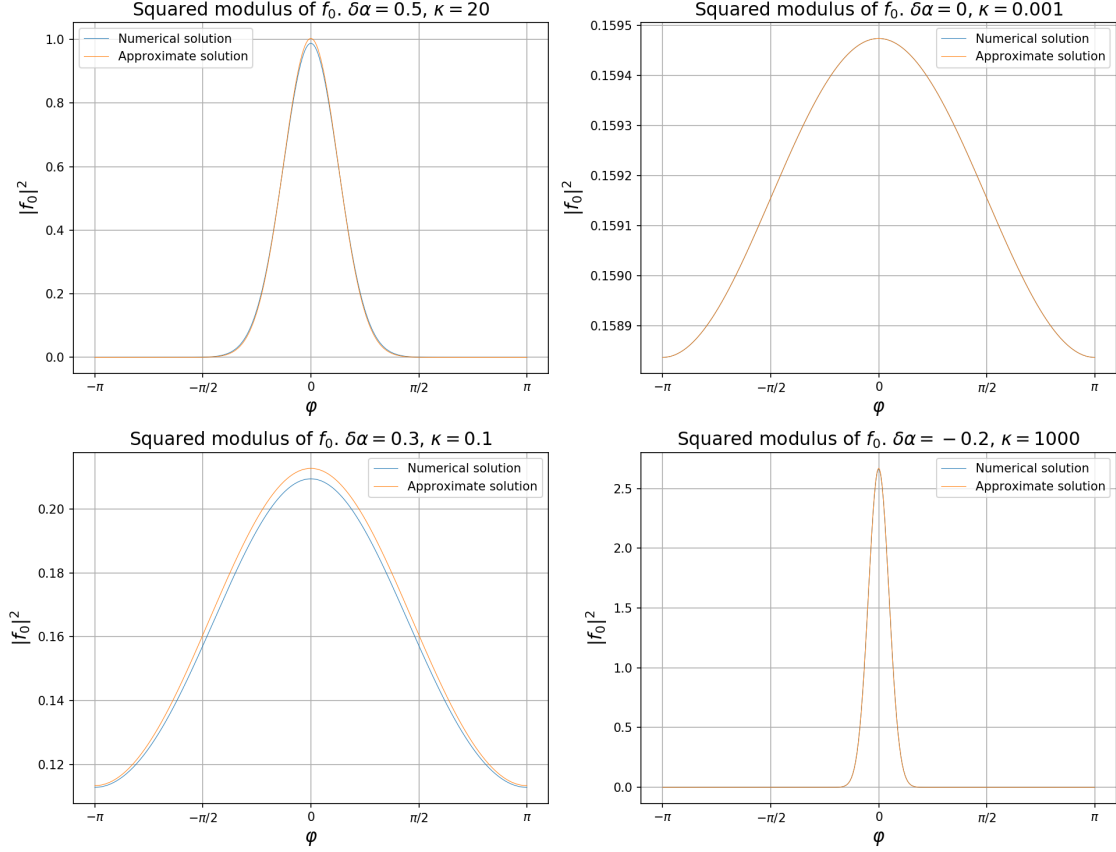 Squared modulus of f₀. δα = 0.5, κ = 20
Numerical solution
Approximate solution
1.0
0.8
0.6
0.4
0.2
0.0
|f₀|²
−π
−π/2
0
π/2
π
φ
Squared modulus of f₀. δα = 0, κ = 0.001
Numerical solution
Approximate solution
0.1595
0.1594
0.1593
0.1592
0.1591
0.1590
0.1589
|f₀|²
−π
−π/2
0
π/2
π
φ
Squared modulus of f₀. δα = 0.3, κ = 0.1
Numerical solution
Approximate solution
0.20
0.18
0.16
0.14
0.12
|f₀|²
−π
−π/2
0
π/2
π
φ
Squared modulus of f₀. δα = −0.2, κ = 1000
Numerical solution
Approximate solution
2.5
2.0
1.5
1.0
0.5
0.0
|f₀|²
−π
−π/2
0
π/2
π
φ